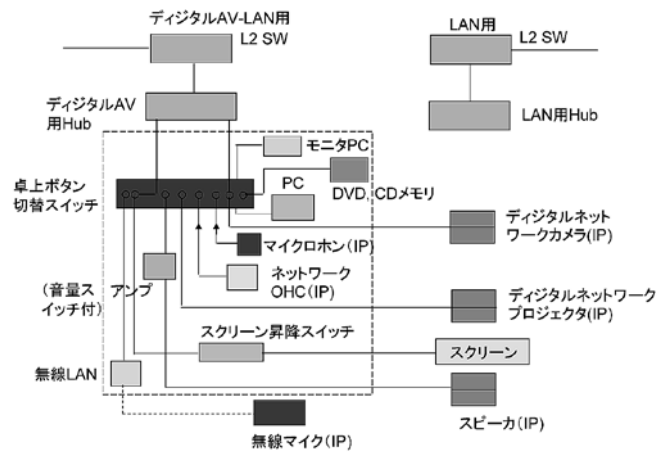 ディジタルAV-LAN用
L2 SW
LAN用
L2 SW
ディジタルAV
用Hub
LAN用Hub
モニタPC
卓上ボタン
切替スイッチ
PC
DVD, CDメモリ
ディジタルネット
ワークカメラ(IP)
マイクロホン(IP)
ネットワーク
OHC(IP)
(音量ス
イッチ付)
アンプ
ディジタルネットワーク
プロジェクタ(IP)
スクリーン昇降スイッチ
スクリーン
無線LAN
スピーカ(IP)
無線マイク(IP)